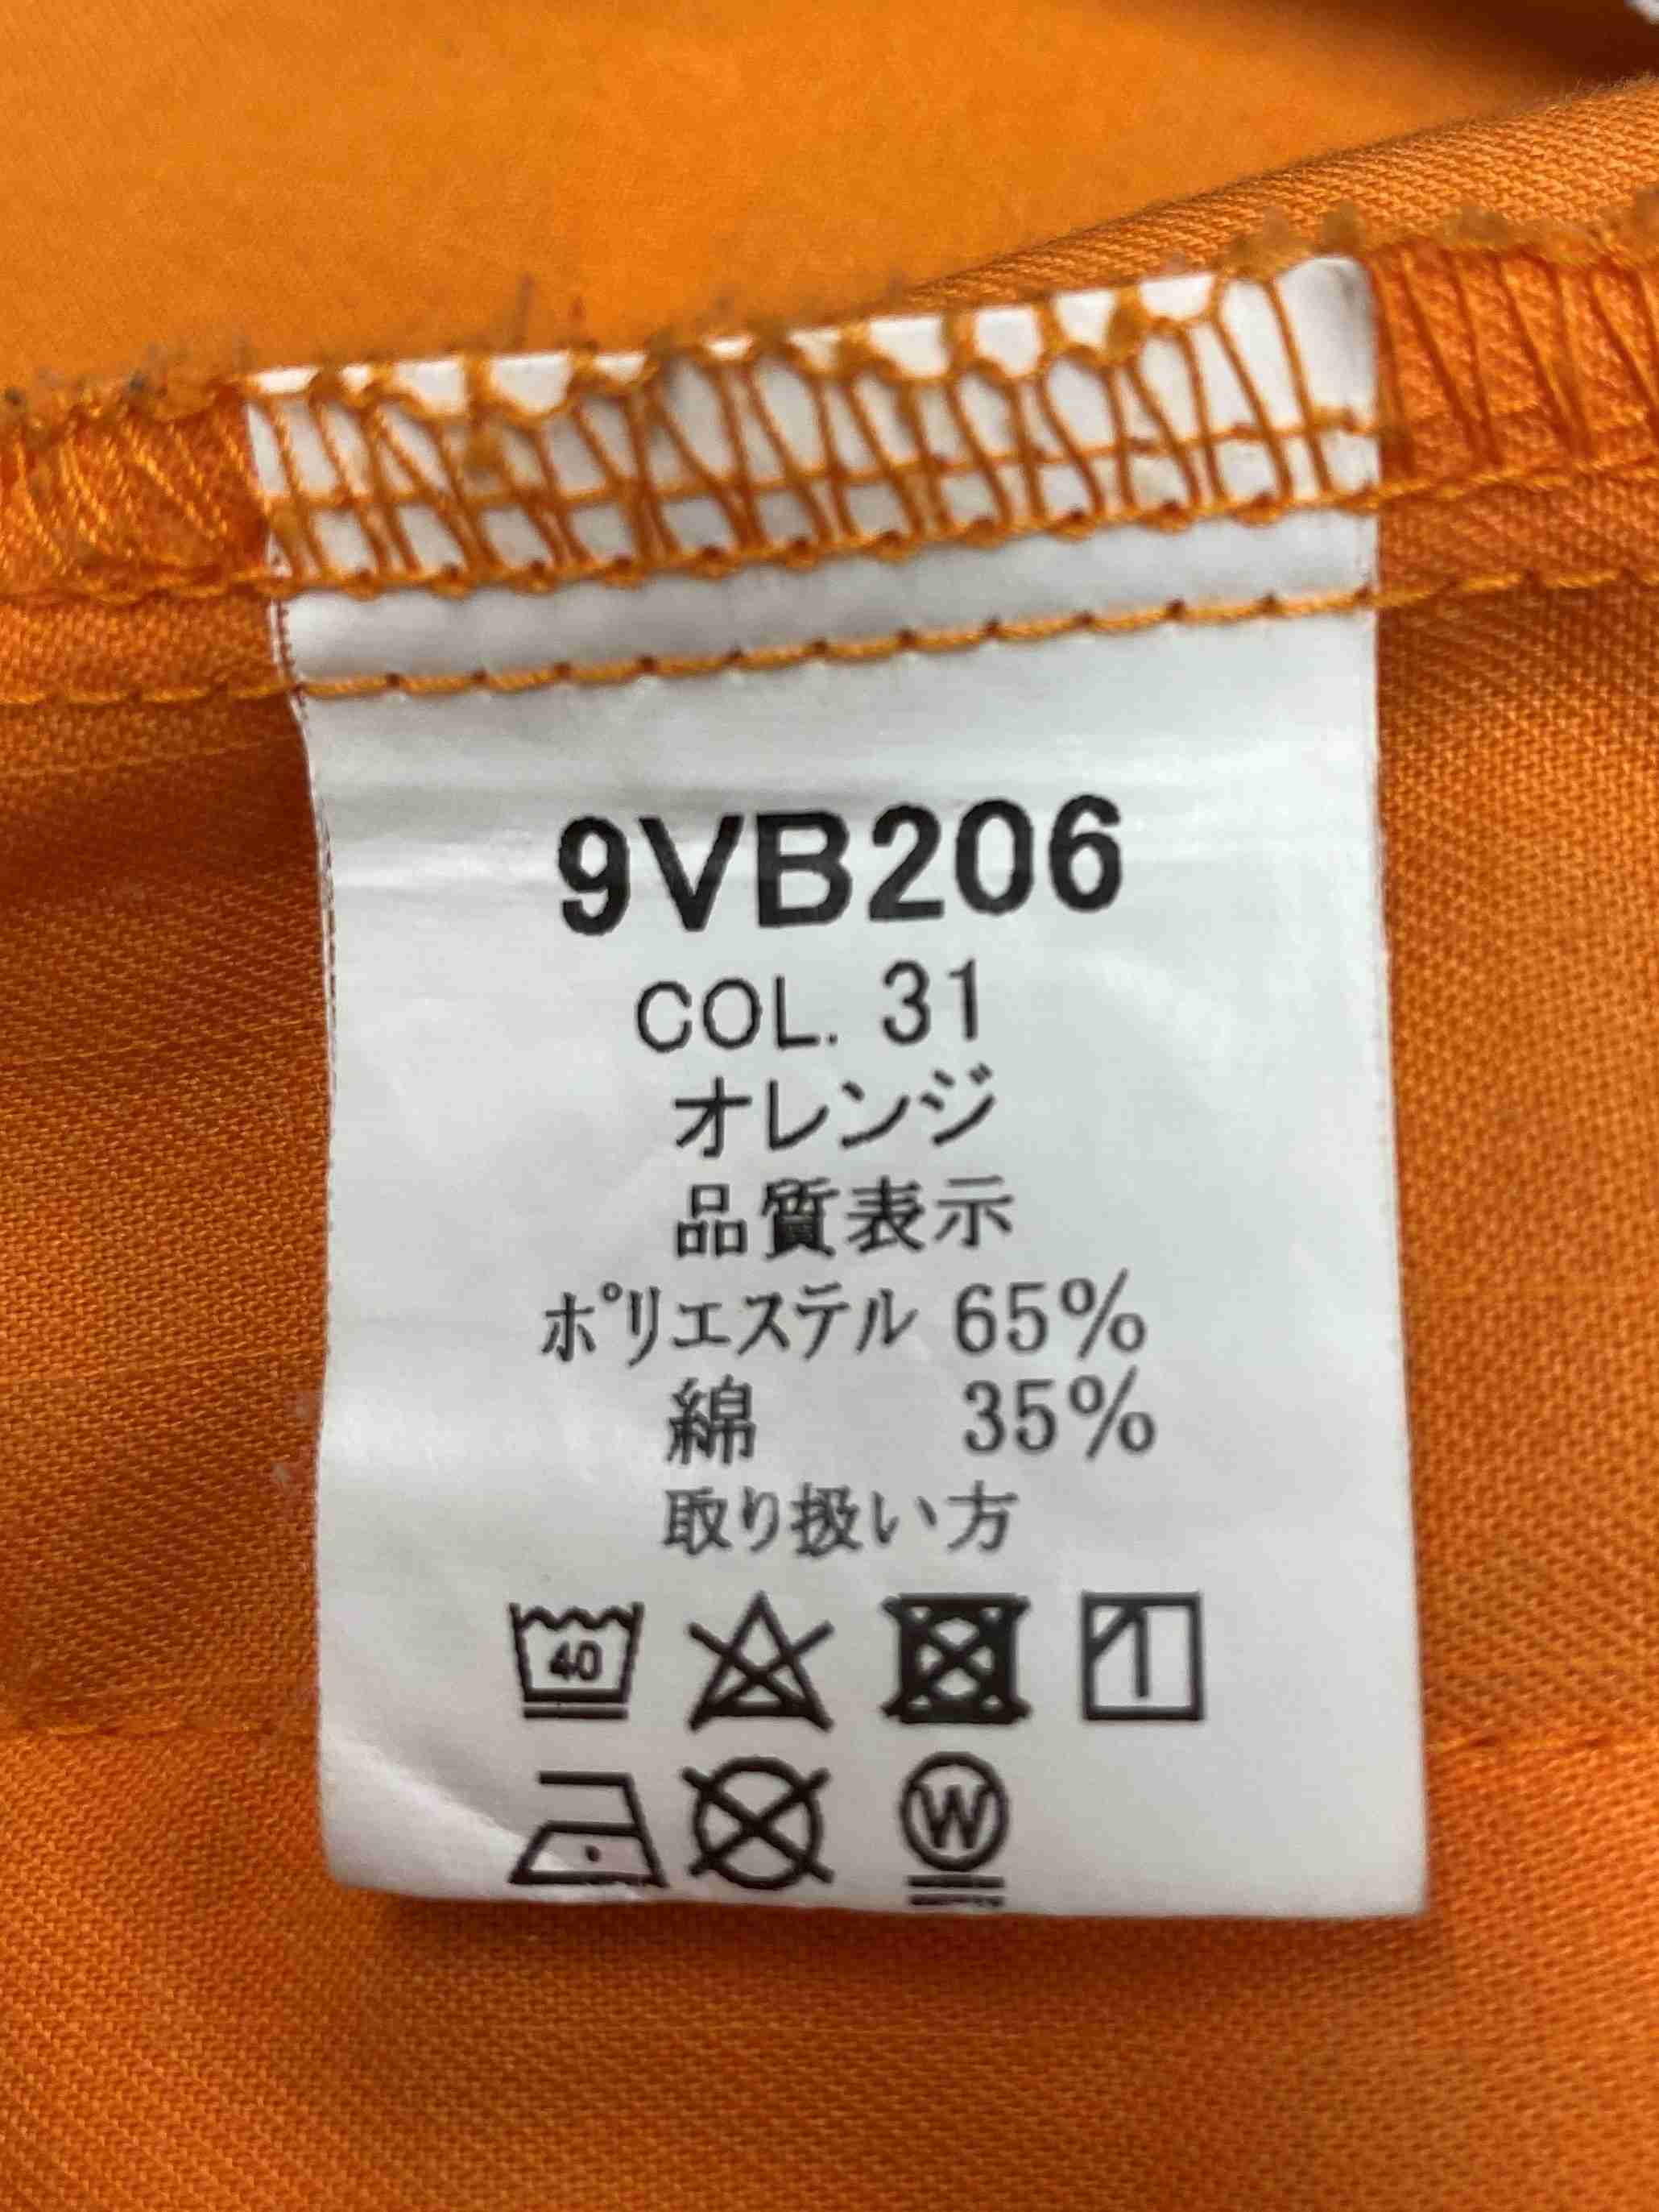 9VB206
COL. 31
オレンジ
品質表示
ポリエステル 65%
綿 35%
取り扱い方
40
W